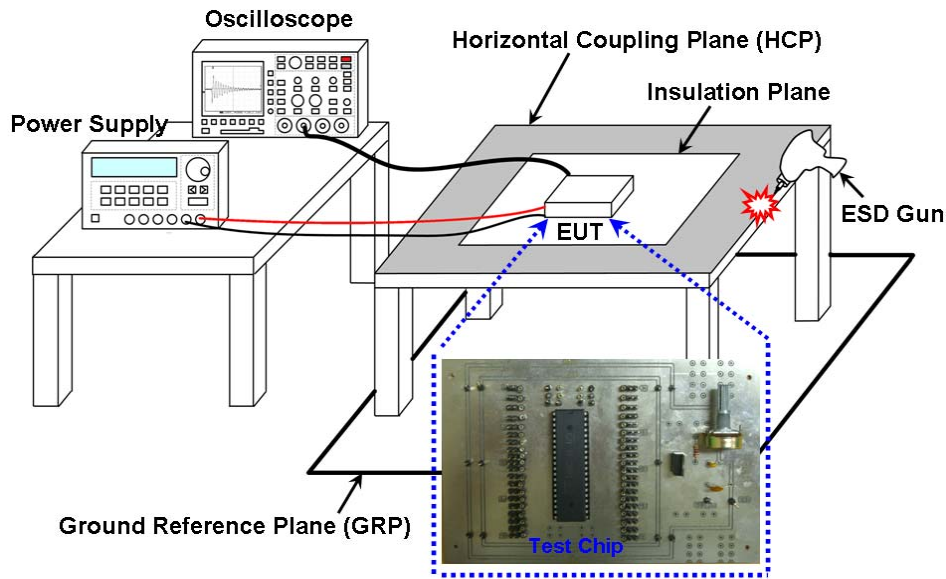 Oscilloscope
Horizontal Coupling Plane (HCP)
Insulation Plane
Power Supply
ESD Gun
EUT
Test Chip
Ground Reference Plane (GRP)